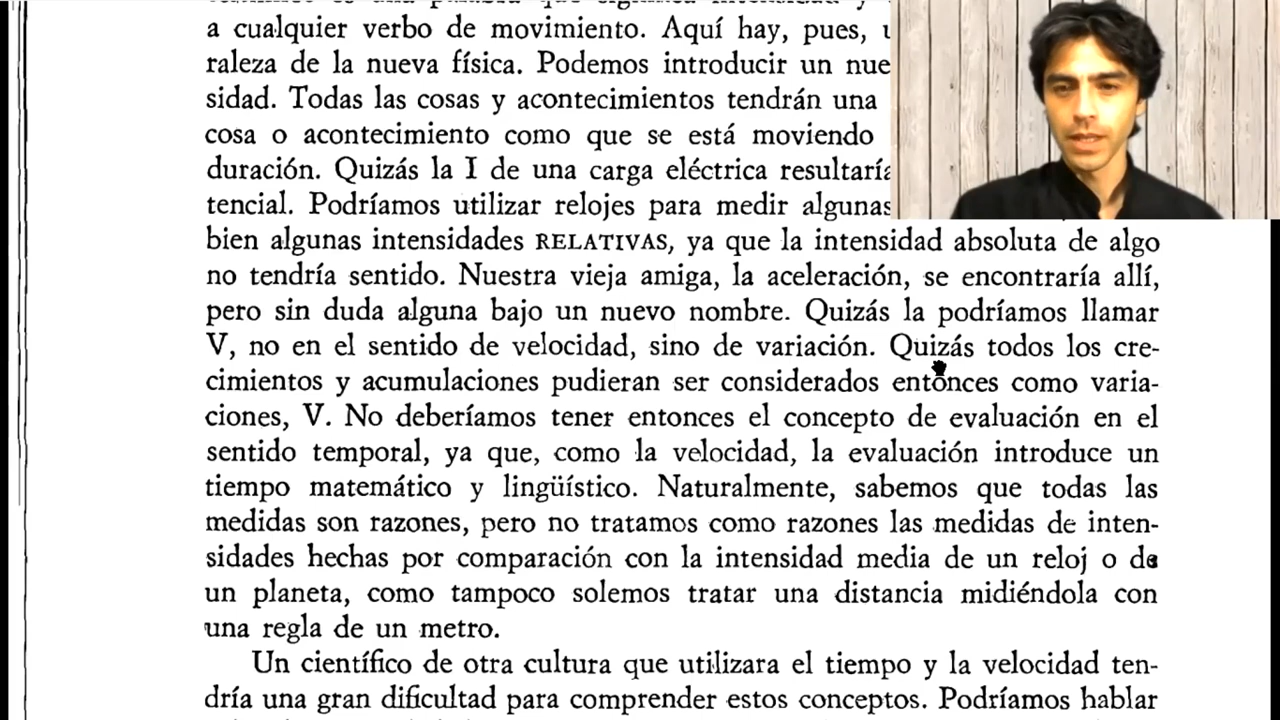 a cualquier verbo de movimiento. Aquí hay, pues,
raleza de la nueva física. Podemos introducir un nue
sidad. Todas las cosas y acontecimientos tendrán una
cosa o acontecimiento como que se está moviendo
duración. Quizás la I de una carga eléctrica resultaría
tencial. Podríamos utilizar relojes para medir algunas
bien algunas intensidades RELATIVAS, ya que la intensidad absoluta de algo
no tendría sentido. Nuestra vieja amiga, la aceleración, se encontraría allí,
pero sin duda alguna bajo un nuevo nombre. Quizás la podríamos llamar
V, no en el sentido de velocidad, sino de variación. Quizás todos los cre-
cimientos y acumulaciones pudieran ser considerados entonces como varia-
ciones, V. No deberíamos tener entonces el concepto de evaluación en el
sentido temporal, ya que, como la velocidad, la evaluación introduce un
tiempo matemático y lingüístico. Naturalmente, sabemos que todas las
medidas son razones, pero no tratamos como razones las medidas de inten-
sidades hechas por comparación con la intensidad media de un reloj o de
un planeta, como tampoco solemos tratar una distancia midiéndola con
una regla de un metro.
Un científico de otra cultura que utilizara el tiempo y la velocidad ten-
dría una gran dificultad para comprender estos conceptos. Podríamos hablar